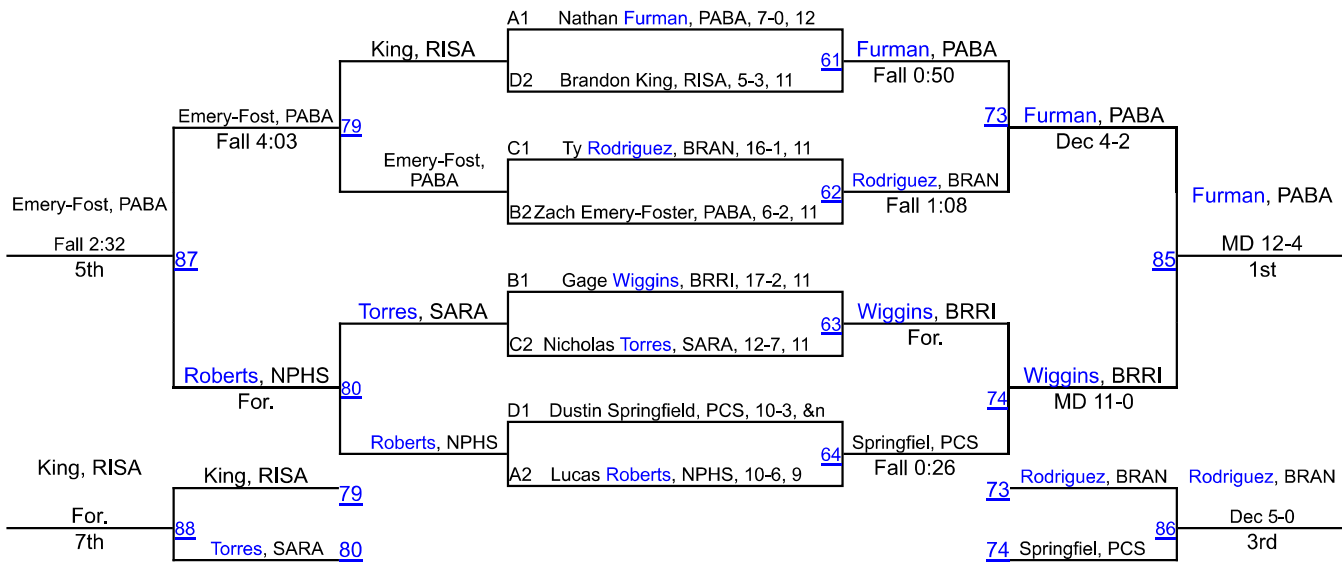 A1 Nathan Furman, PABA, 7-0, 12
King, RISA
61
Furman, PABA
Fall 0:50
D2 Brandon King, RISA, 5-3, 11
Emery-Fost, PABA
79
Fall 4:03
73
Furman, PABA
Dec 4-2
C1 Ty Rodriguez, BRAN, 16-1, 11
Emery-Fost,
PABA
62
Rodriguez, BRAN
Fall 1:08
B2 Zach Emery-Foster, PABA, 6-2, 11
Emery-Fost, PABA
Furman, PABA
Fall 2:32
87
5th
85
MD 12-4
1st
B1 Gage Wiggins, BRRI, 17-2, 11
Torres, SARA
63
Wiggins, BRRI
For.
C2 Nicholas Torres, SARA, 12-7, 11
Roberts, NPHS
80
For.
74
Wiggins, BRRI
MD 11-0
D1 Dustin Springfield, PCS, 10-3, &n
Roberts, NPHS
64
Springfiel, PCS
Fall 0:26
A2 Lucas Roberts, NPHS, 10-6, 9
King, RISA
King, RISA
79
73
Rodriguez, BRAN
Rodriguez, BRAN
For.
88
7th
86
Dec 5-0
3rd
Torres, SARA
80
74
Springfiel, PCS